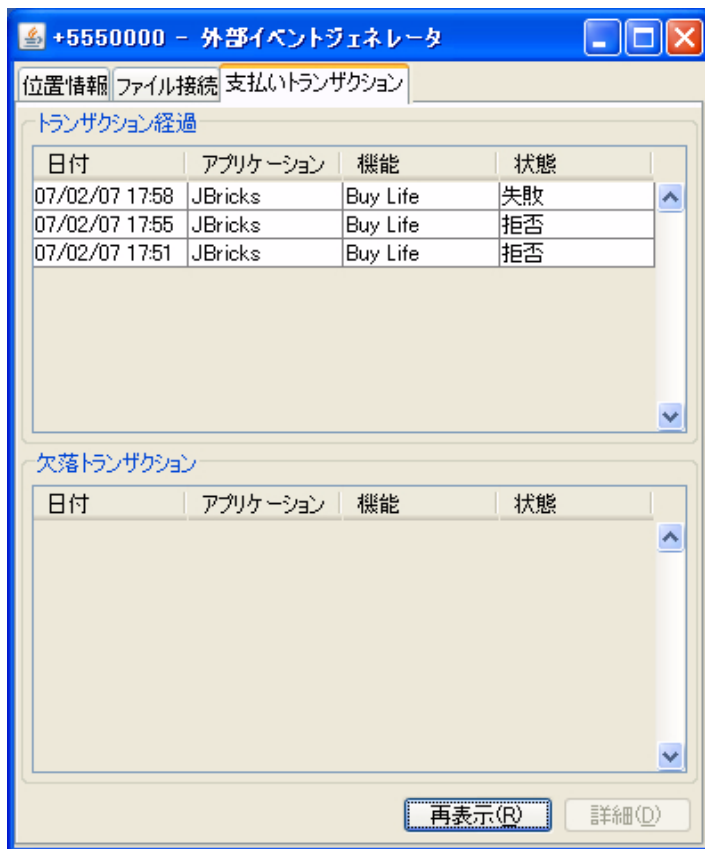 +5550000 - 外部イベントジェネレータ
位置情報 ファイル接続 支払いトランザクション
トランザクション経過
日付 アプリケーション 機能 状態
07/02/07 17:58 JBricks Buy Life 失敗
07/02/07 17:55 JBricks Buy Life 拒否
07/02/07 17:51 JBricks Buy Life 拒否
欠落トランザクション
日付 アプリケーション 機能 状態
再表示(R) 詳細(D)